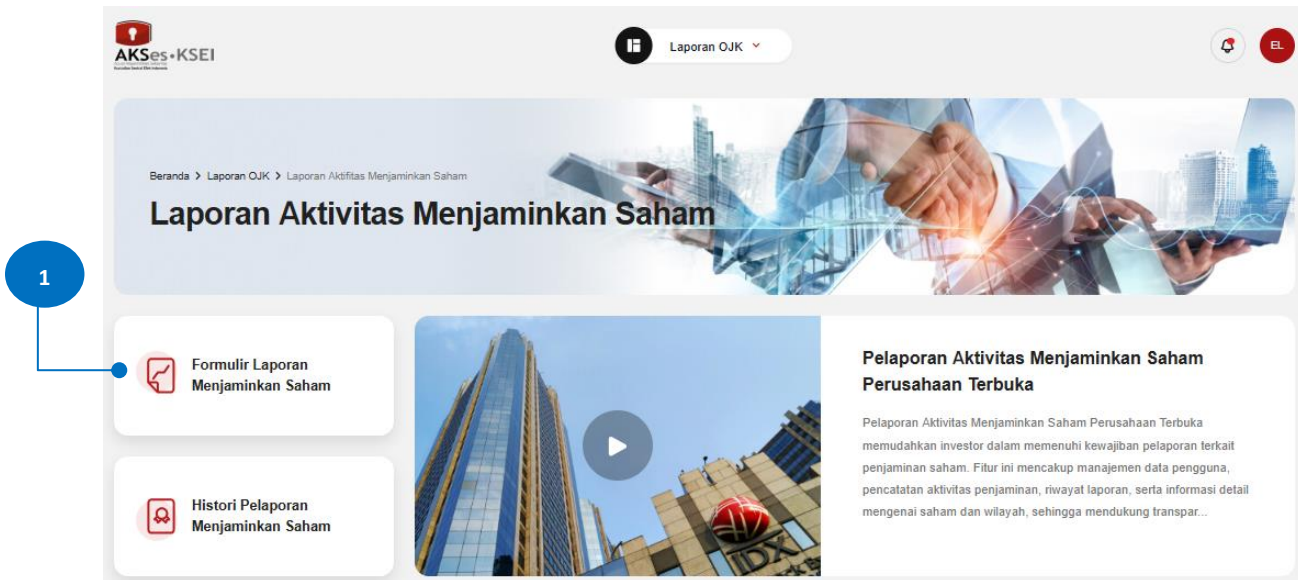 AKSes•KSEI
Laporan OJK
EL
Beranda > Laporan OJK > Laporan Aktifitas Menjaminkan Saham
Laporan Aktivitas Menjaminkan Saham
1
Formulir Laporan
Menjaminkan Saham
Histori Pelaporan
Menjaminkan Saham
IDX
Pelaporan Aktivitas Menjaminkan Saham
Perusahaan Terbuka
Pelaporan Aktivitas Menjaminkan Saham Perusahaan Terbuka
memudahkan investor dalam memenuhi kewajiban pelaporan terkait
penjaminan saham. Fitur ini mencakup manajemen data pengguna,
pencatatan aktivitas penjaminan, riwayat laporan, serta informasi detail
mengenai saham dan wilayah, sehingga mendukung transpar...